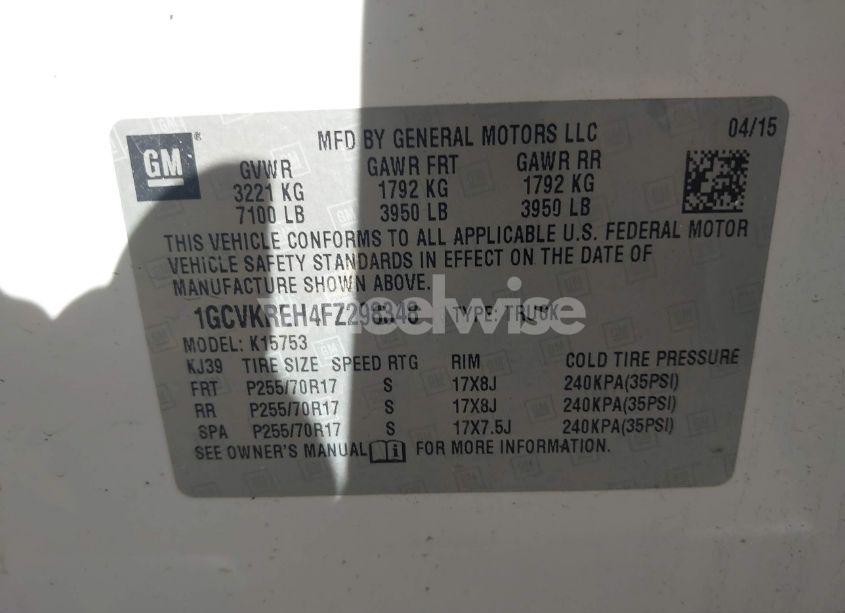 GM
MFD BY GENERAL MOTORS LLC 04/15
GVWR GAWR FRT GAWR RR
3221 KG 1792 KG 1792 KG
7100 LB 3950 LB 3950 LB
THIS VEHICLE CONFORMS TO ALL APPLICABLE U.S. FEDERAL MOTOR
VEHICLE SAFETY STANDARDS IN EFFECT ON THE DATE OF
MANUFACTURE SHOWN ABOVE.
TYPE: TRUCK
MODEL: K15753
KJ39 TIRE SIZE SPEED RTG RIM COLD TIRE PRESSURE
FRT P255/70R17 S 17X8J 240KPA(35PSI)
RR P255/70R17 S 17X8J 240KPA(35PSI)
SPA P255/70R17 S 17X7.5J 240KPA(35PSI)
SEE OWNER'S MANUAL FOR MORE INFORMATION.